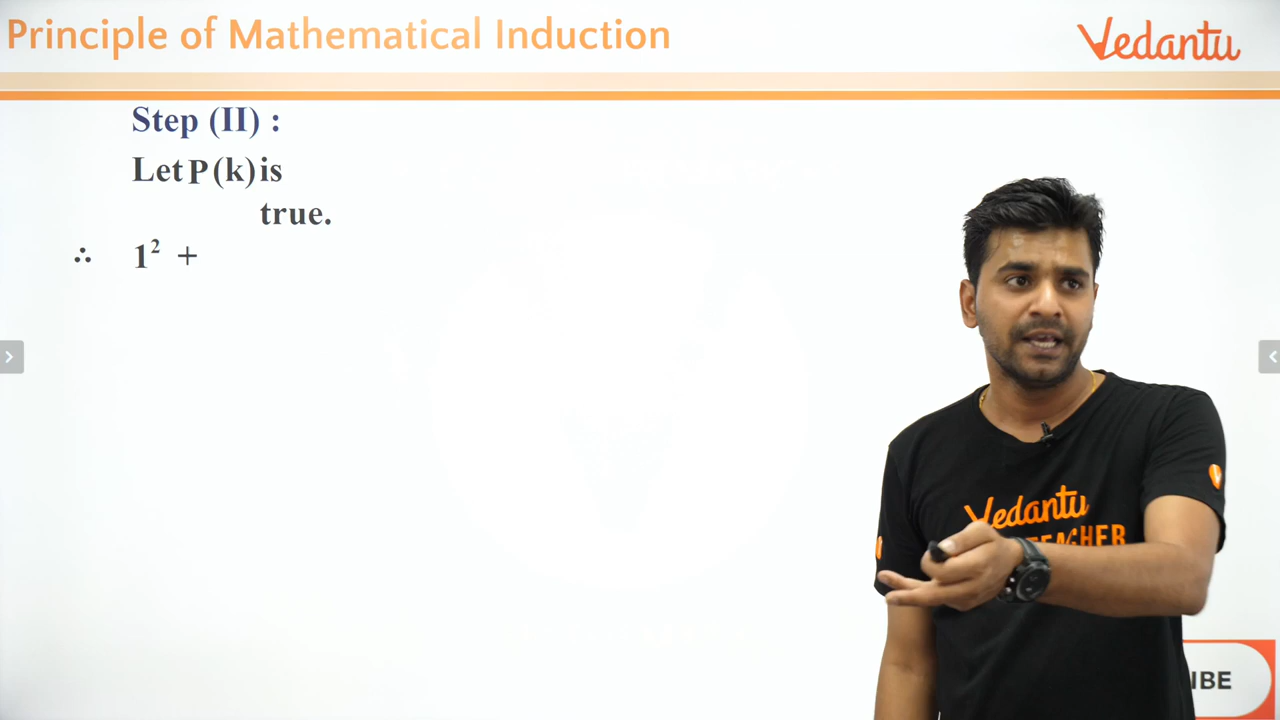 Principle of Mathematical Induction
Vedantu
Step (II) :
Let P (k) is
true.
∴ 1² +
Vedantu
TEACHER
IBE